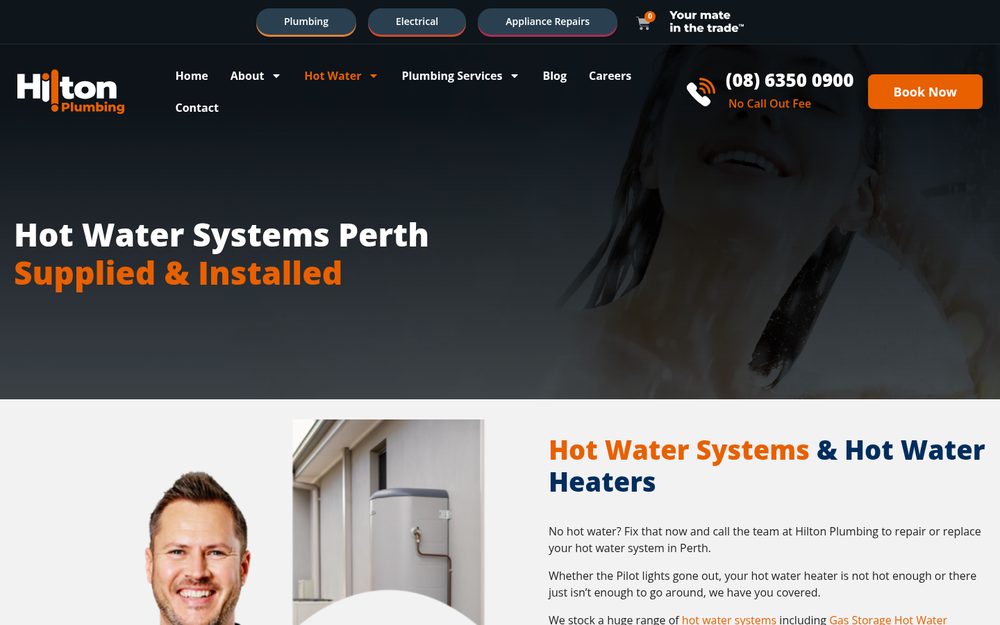 Plumbing
Electrical
Appliance Repairs
0
Your mate
in the trade™
Hilton
Plumbing
Home
About
Hot Water
Plumbing Services
Blog
Careers
Contact
(08) 6350 0900
No Call Out Fee
Book Now
Hot Water Systems Perth
Supplied & Installed
Hot Water Systems & Hot Water
Heaters
No hot water? Fix that now and call the team at Hilton Plumbing to repair or replace
your hot water system in Perth.
Whether the Pilot lights gone out, your hot water heater is not hot enough or there
just isn’t enough to go around, we have you covered.
We stock a huge range of hot water systems including Gas Storage Hot Water